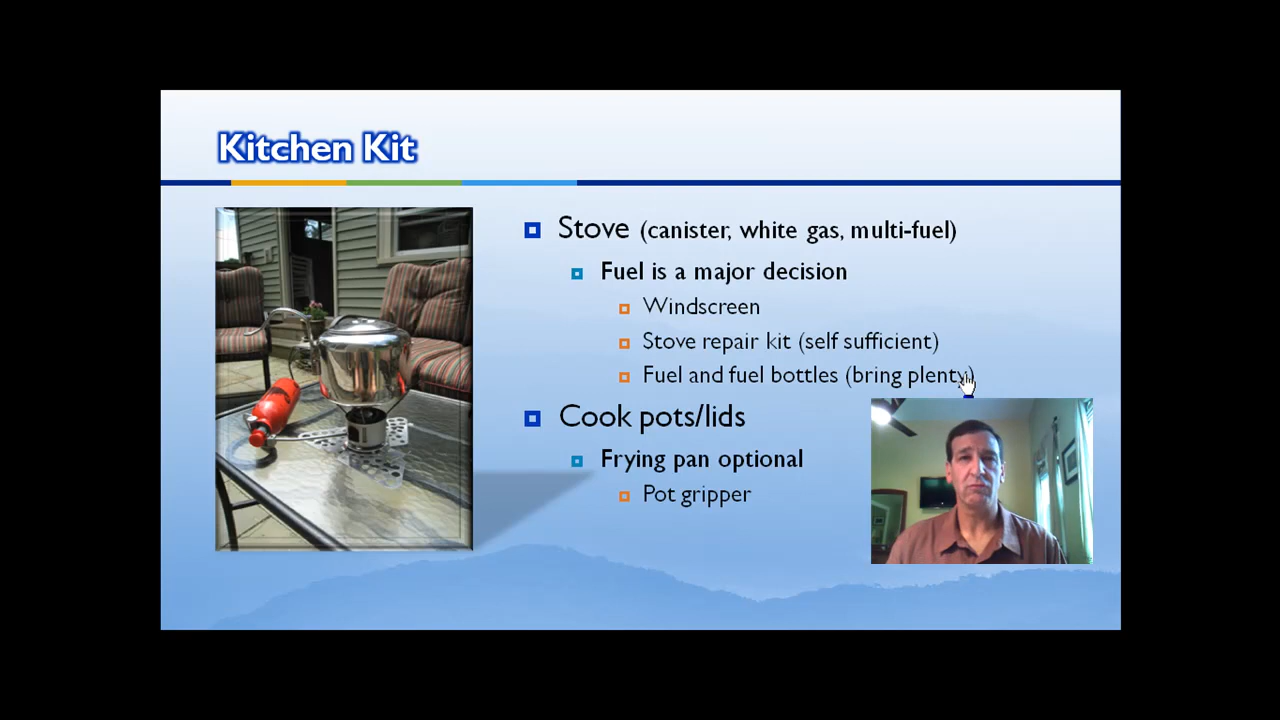 Kitchen Kit
Stove (canister, white gas, multi-fuel)
Fuel is a major decision
Windscreen
Stove repair kit (self sufficient)
Fuel and fuel bottles (bring plenty)
Cook pots/lids
Frying pan optional
Pot gripper